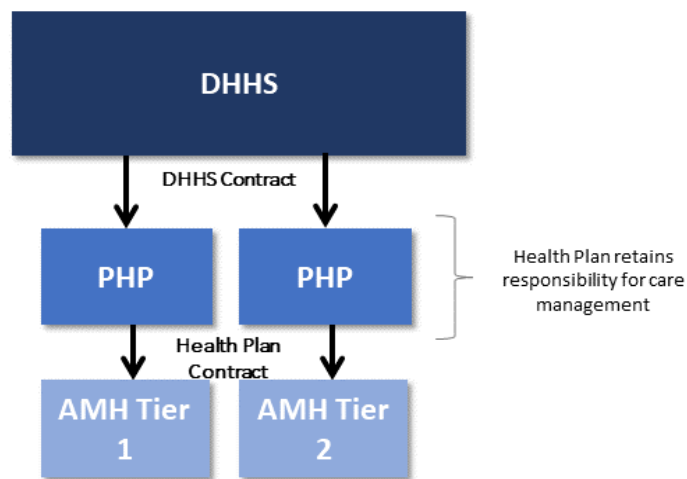 DHHS
DHHS Contract
PHP
PHP
Health Plan retains
responsibility for care
management
Health Plan
Contract
AMH Tier
1
AMH Tier
2